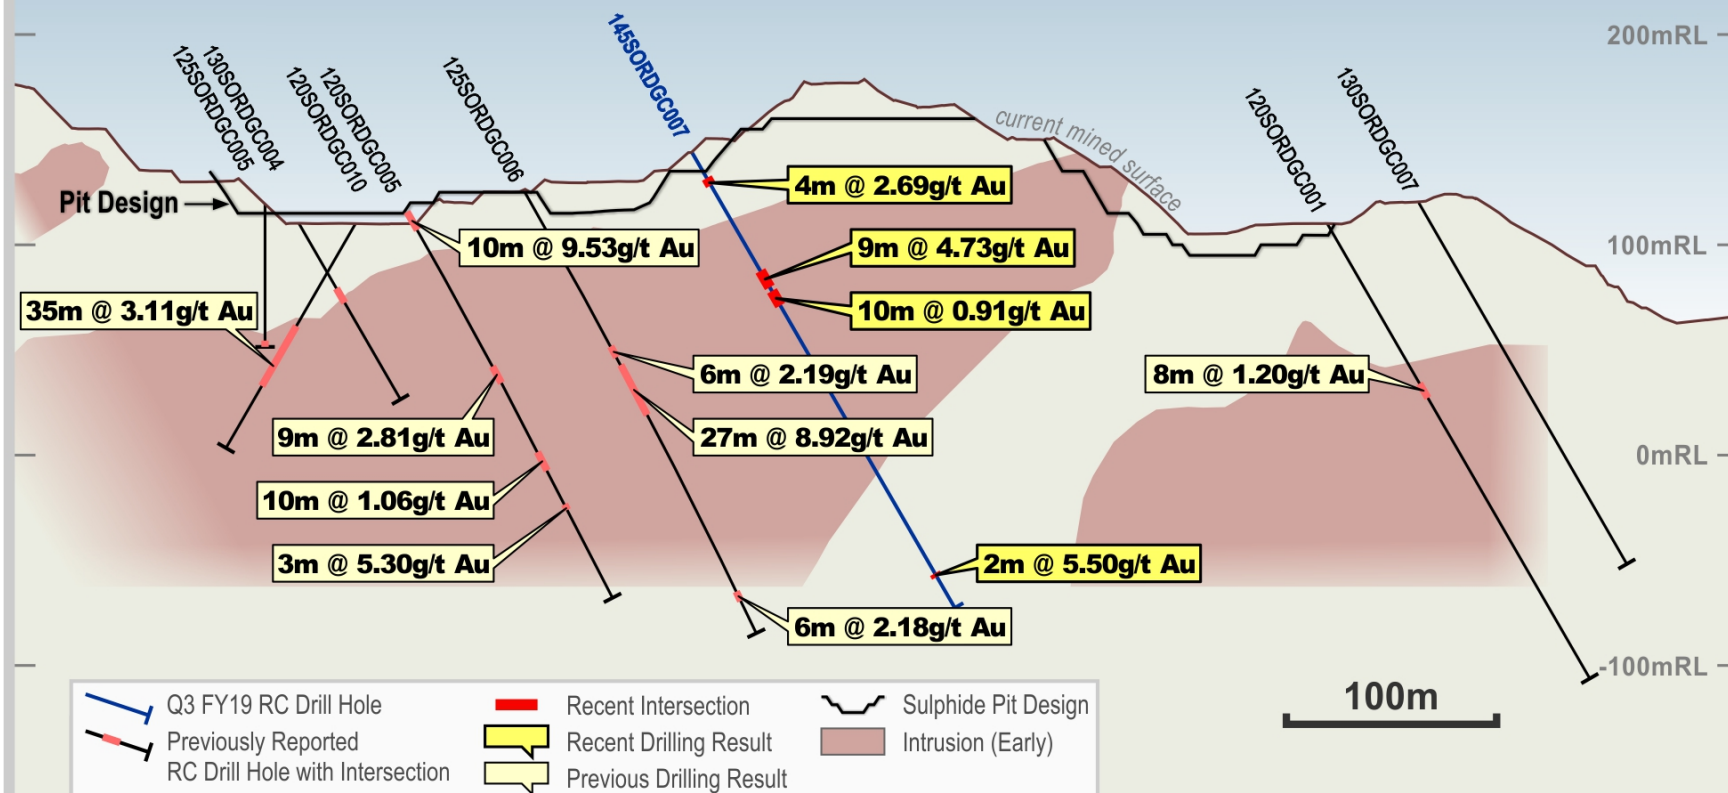 200mRL
125SORDGC005
130SORDGC004
120SORDGC010
120SORDGC005
125SORDGC006
145SORDGC007
current mined surface
120SORDGC001
130SORDGC007
4m @ 2.69g/t Au
Pit Design
10m @ 9.53g/t Au
9m @ 4.73g/t Au
100mRL
35m @ 3.11g/t Au
10m @ 0.91g/t Au
6m @ 2.19g/t Au
8m @ 1.20g/t Au
9m @ 2.81g/t Au
27m @ 8.92g/t Au
0mRL
10m @ 1.06g/t Au
3m @ 5.30g/t Au
2m @ 5.50g/t Au
6m @ 2.18g/t Au
-100mRL
100m
Q3 FY19 RC Drill Hole
Previously Reported
RC Drill Hole with Intersection
Recent Intersection
Recent Drilling Result
Previous Drilling Result
Sulphide Pit Design
Intrusion (Early)